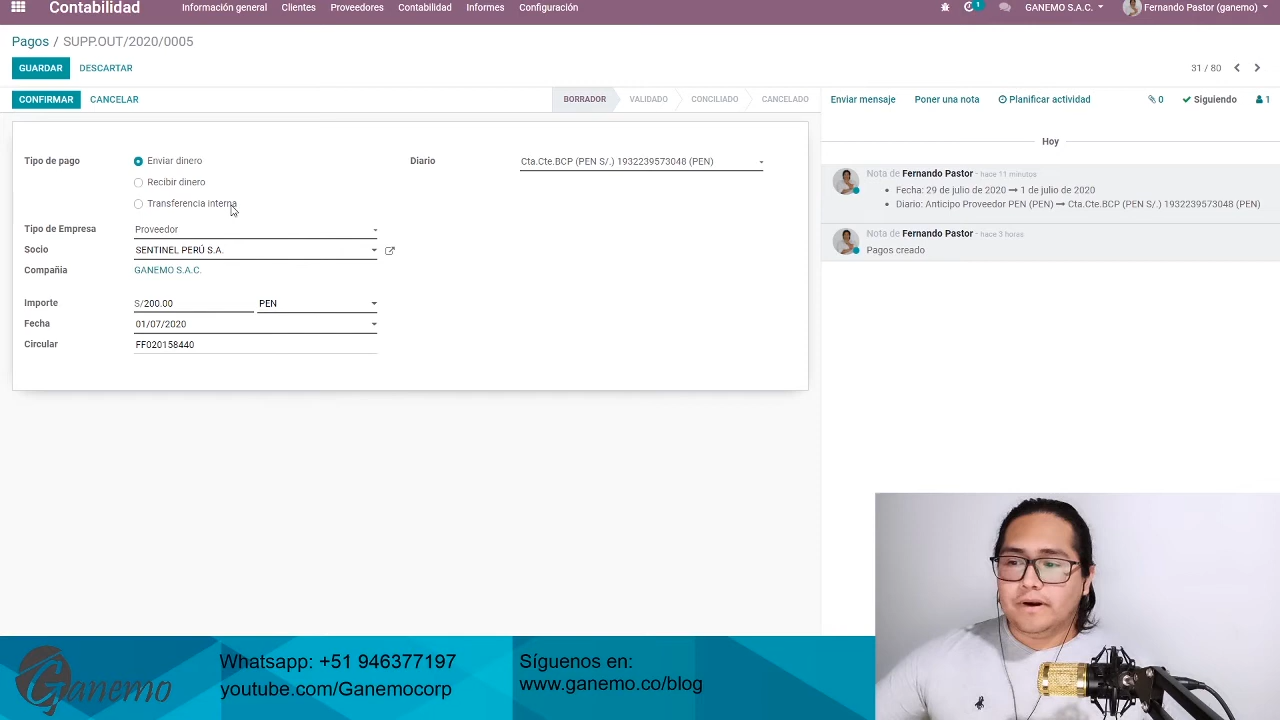 Contabilidad
Información general Clientes Proveedores Contabilidad Informes Configuración
1 GANEMO S.A.C. Fernando Pastor (ganemo)
Pagos / SUPP.OUT/2020/0005
GUARDAR DESCARTAR
31 / 80
CONFIRMAR CANCELAR
BORRADOR VALIDADO CONCILIADO CANCELADO
Enviar mensaje Poner una nota Planificar actividad 0 Siguiendo 1
Tipo de pago
Enviar dinero
Recibir dinero
Transferencia interna
Diario Cta.Cte.BCP (PEN S/.) 1932239573048 (PEN)
Tipo de Empresa Proveedor
Socio SENTINEL PERÚ S.A.
Compañia GANEMO S.A.C.
Importe S/200.00 PEN
Fecha 01/07/2020
Circular FF020158440
Hoy
Nota de Fernando Pastor - hace 11 minutos
Fecha: 29 de julio de 2020 → 1 de julio de 2020
Diario: Anticipo Proveedor PEN (PEN) → Cta.Cte.BCP (PEN S/.) 1932239573048 (PEN)
Nota de Fernando Pastor - hace 3 horas
Pagos creado
Ganemo
Whatsapp: +51 946377197
youtube.com/Ganemocorp
Síguenos en:
www.ganemo.co/blog